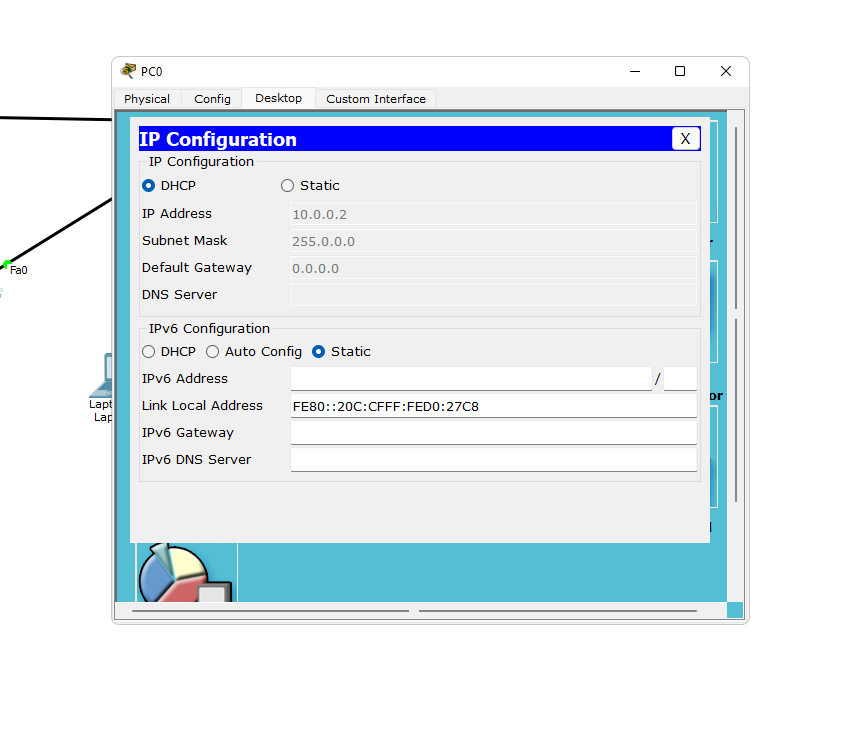 PC0
Physical Config Desktop Custom Interface
IP Configuration X
IP Configuration
DHCP Static
IP Address 10.0.0.2
Subnet Mask 255.0.0.0
Default Gateway 0.0.0.0
DNS Server
IPv6 Configuration
DHCP Auto Config Static
IPv6 Address /
Link Local Address FE80::20C:CFFF:FED0:27C8
IPv6 Gateway
IPv6 DNS Server
Fa0
Lapt
Lap
or